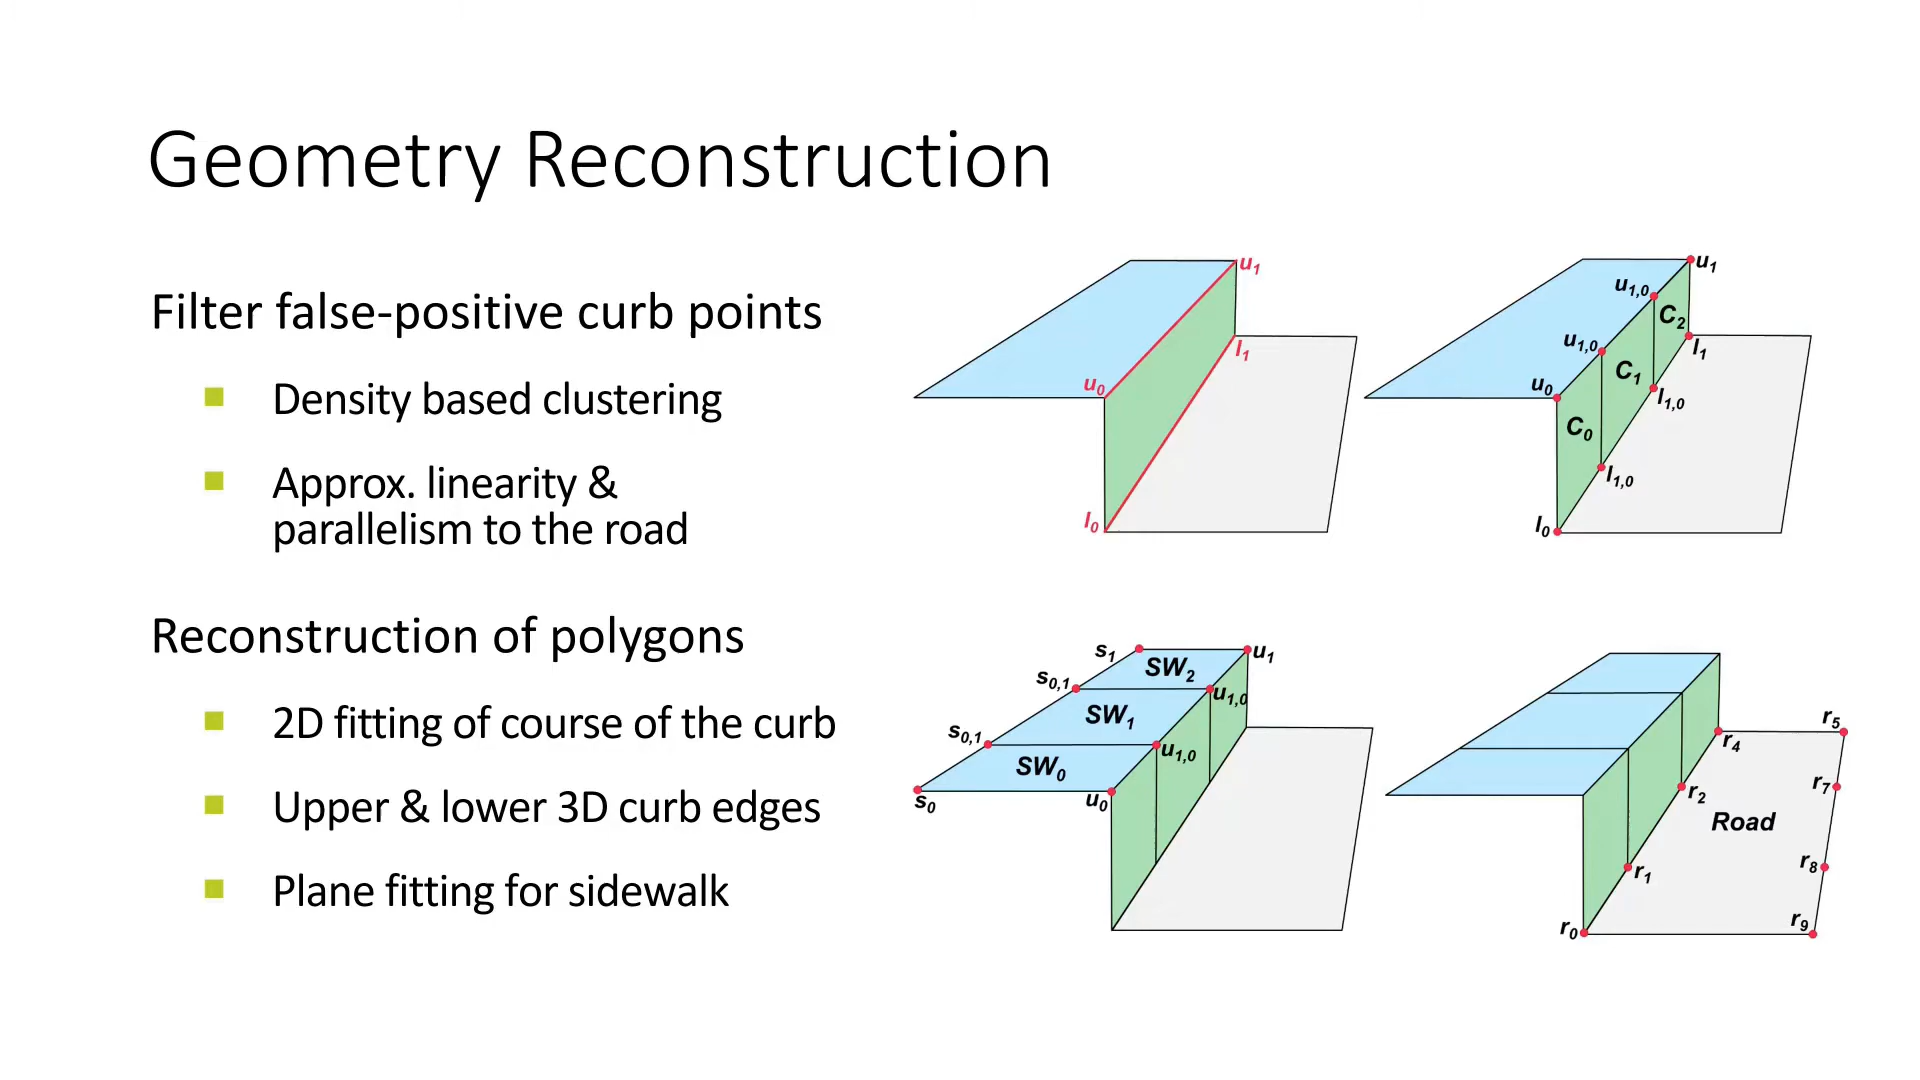 Geometry Reconstruction
Filter false-positive curb points
Density based clustering
Approx. linearity &
parallelism to the road
Reconstruction of polygons
2D fitting of course of the curb
Upper & lower 3D curb edges
Plane fitting for sidewalk
u1
l1
u0
l0
u1
u1,0
C2
u1,0
l1
C1
u0
l1,0
C0
l1,0
l0
s1
u1
SW2
s0,1
u1,0
SW1
s0,1
u1,0
SW0
s0
u0
r5
r4
r7
r2
Road
r8
r1
r9
r0